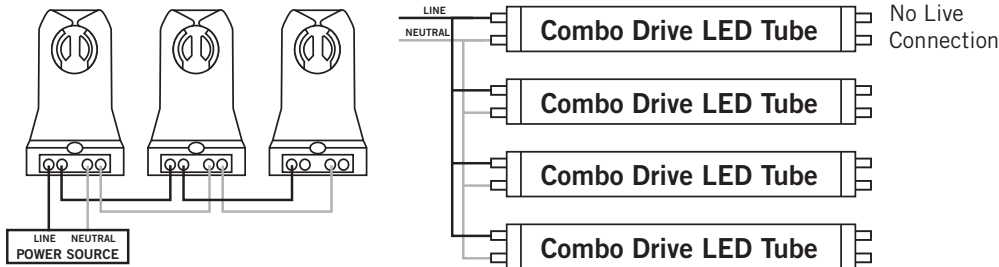 LINE NEUTRAL
POWER SOURCE
LINE
NEUTRAL
Combo Drive LED Tube
No Live
Connection
Combo Drive LED Tube
Combo Drive LED Tube
Combo Drive LED Tube